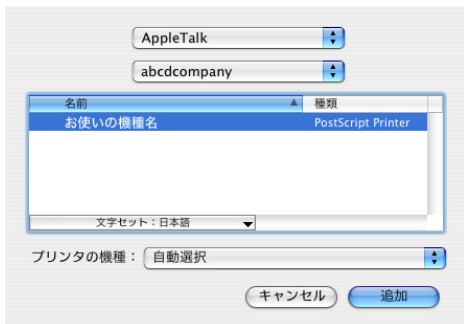 AppleTalk
abcdcompany
名前 種類
お使いの機種名 PostScript Printer
文字セット：日本語
プリンタの機種： 自動選択
キャンセル 追加